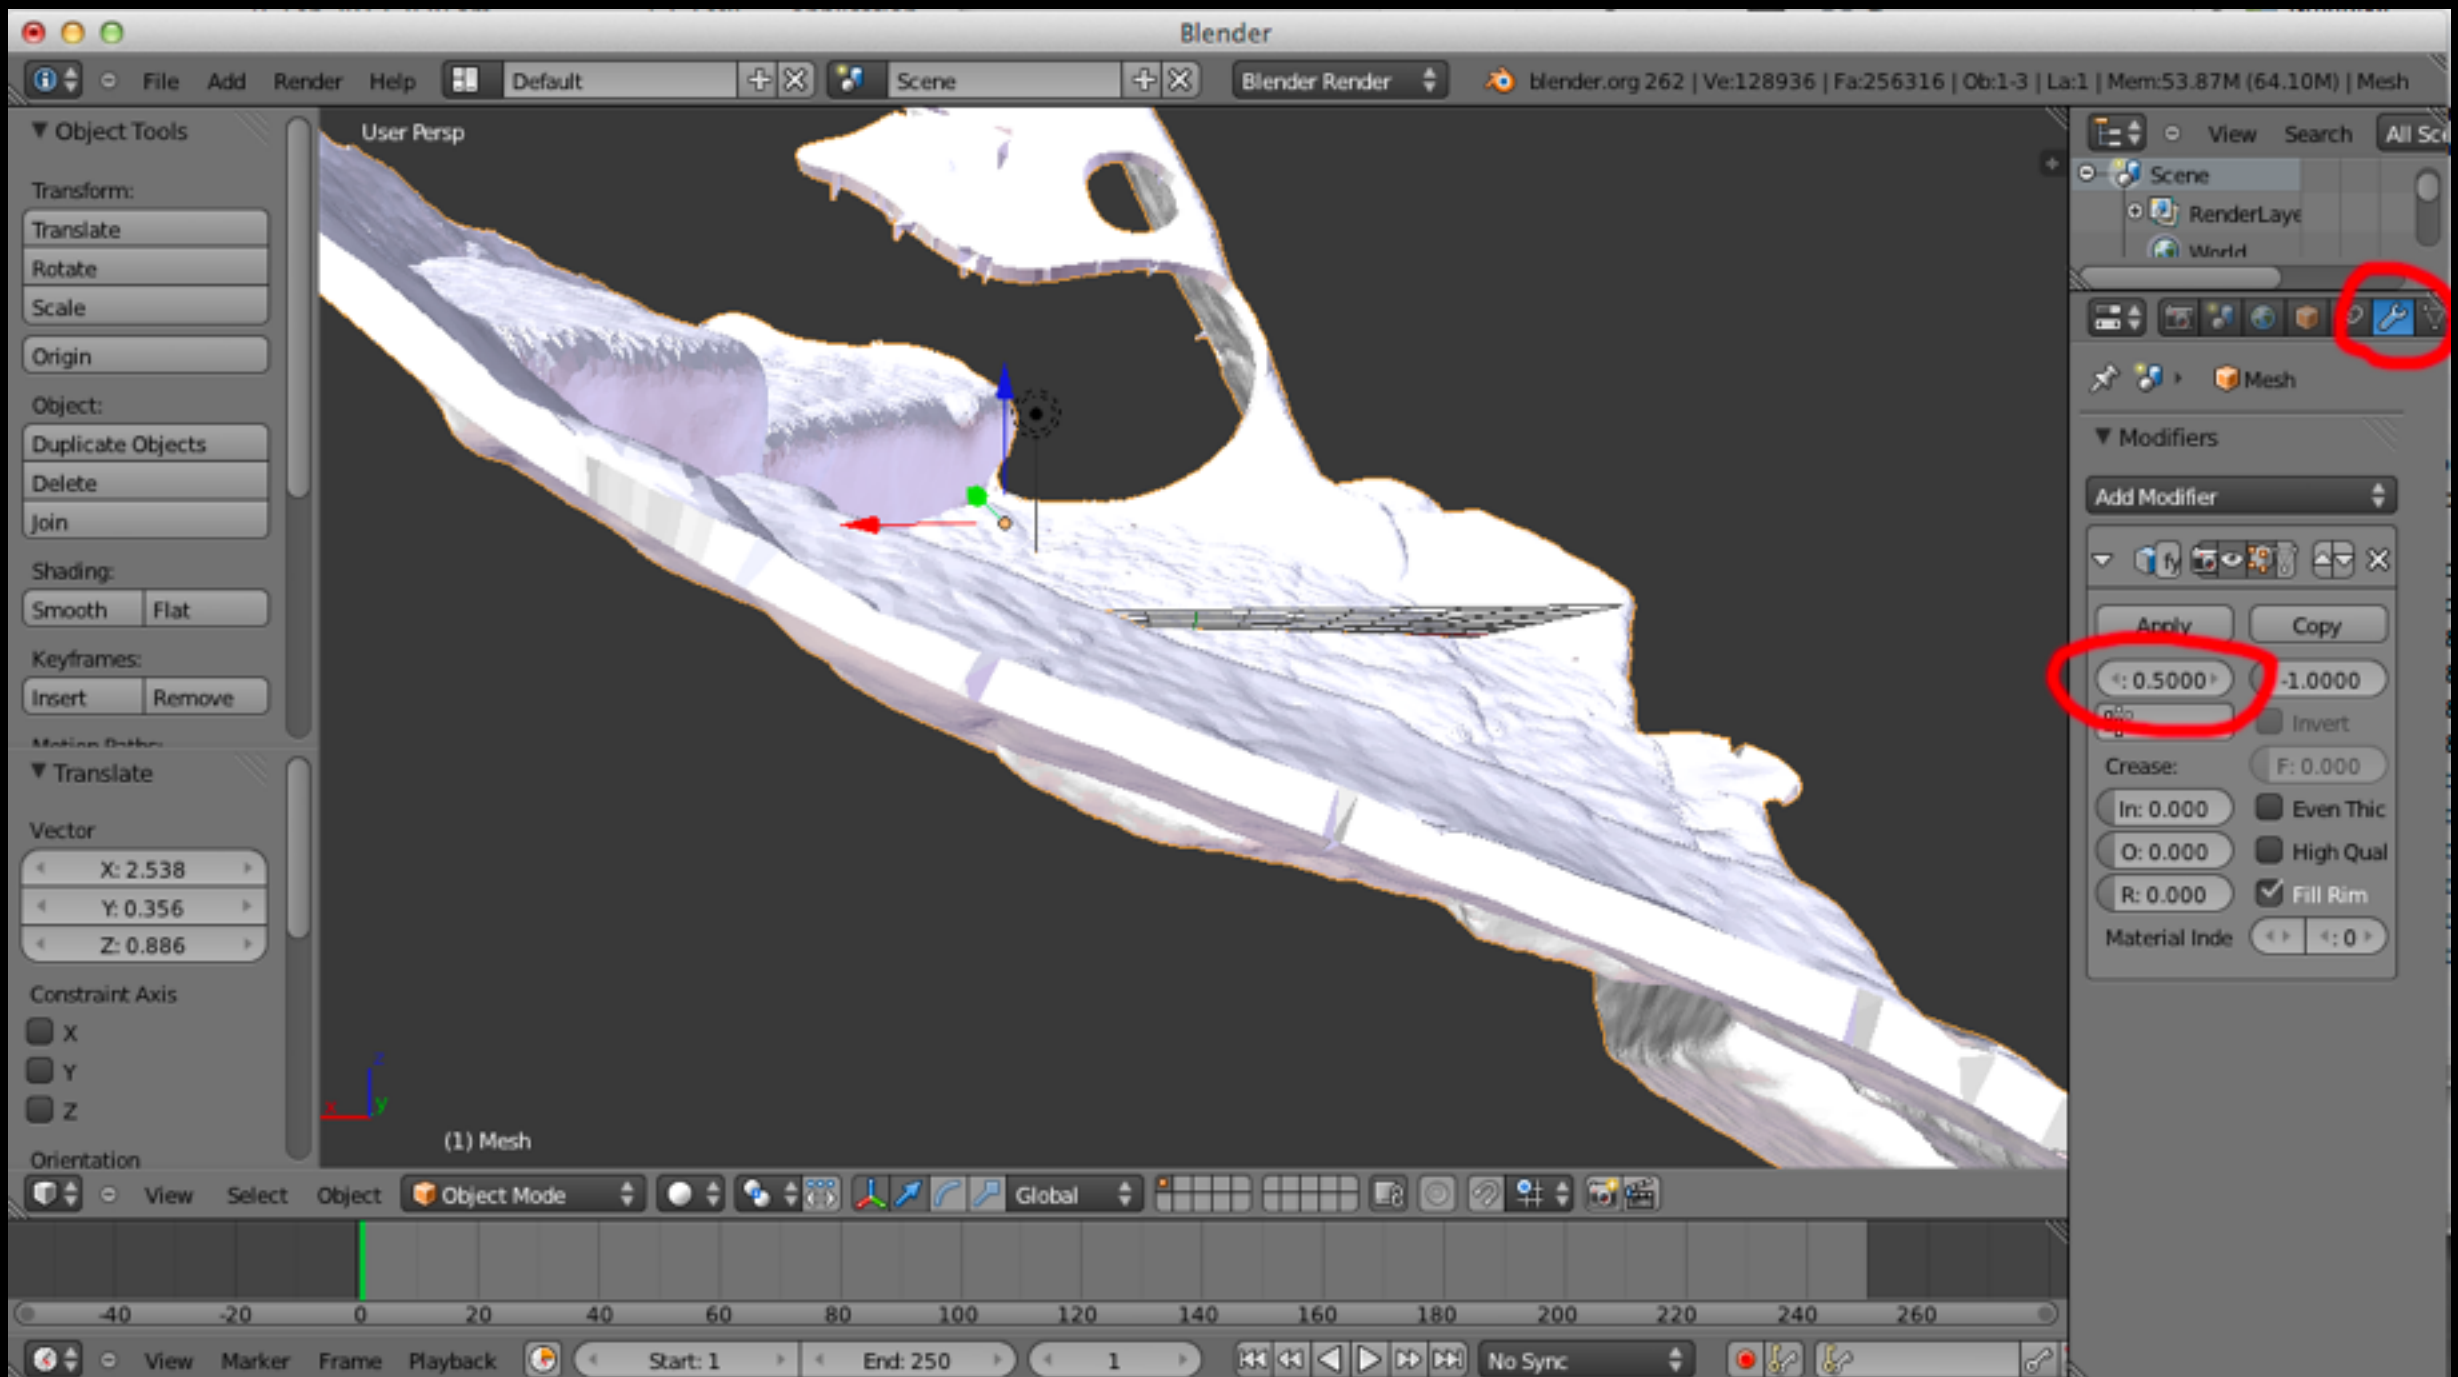 Blender
File Add Render Help Default Scene Blender Render blender.org 262 | Ve:128936 | Fa:256316 | Ob:1-3 | La:1 | Mem:53.87M (64.10M) | Mesh
Object Tools
Transform:
Translate
Rotate
Scale
Origin
Object:
Duplicate Objects
Delete
Join
Shading:
Smooth Flat
Keyframes:
Insert Remove
Motion Paths:
Translate
Vector
X: 2.538
Y: 0.356
Z: 0.886
Constraint Axis
X
Y
Z
Orientation
User Persp
z
x y
(1) Mesh
View Search All Sce
Scene
RenderLaye
World
Mesh
Modifiers
Add Modifier
fy
Apply Copy
: 0.5000 -1.0000
Invert
Crease: F: 0.000
In: 0.000 Even Thic
O: 0.000 High Qual
R: 0.000 Fill Rim
Material Inde : 0
View Select Object Object Mode Global
-40 -20 0 20 40 60 80 100 120 140 160 180 200 220 240 260
View Marker Frame Playback Start: 1 End: 250 1 No Sync